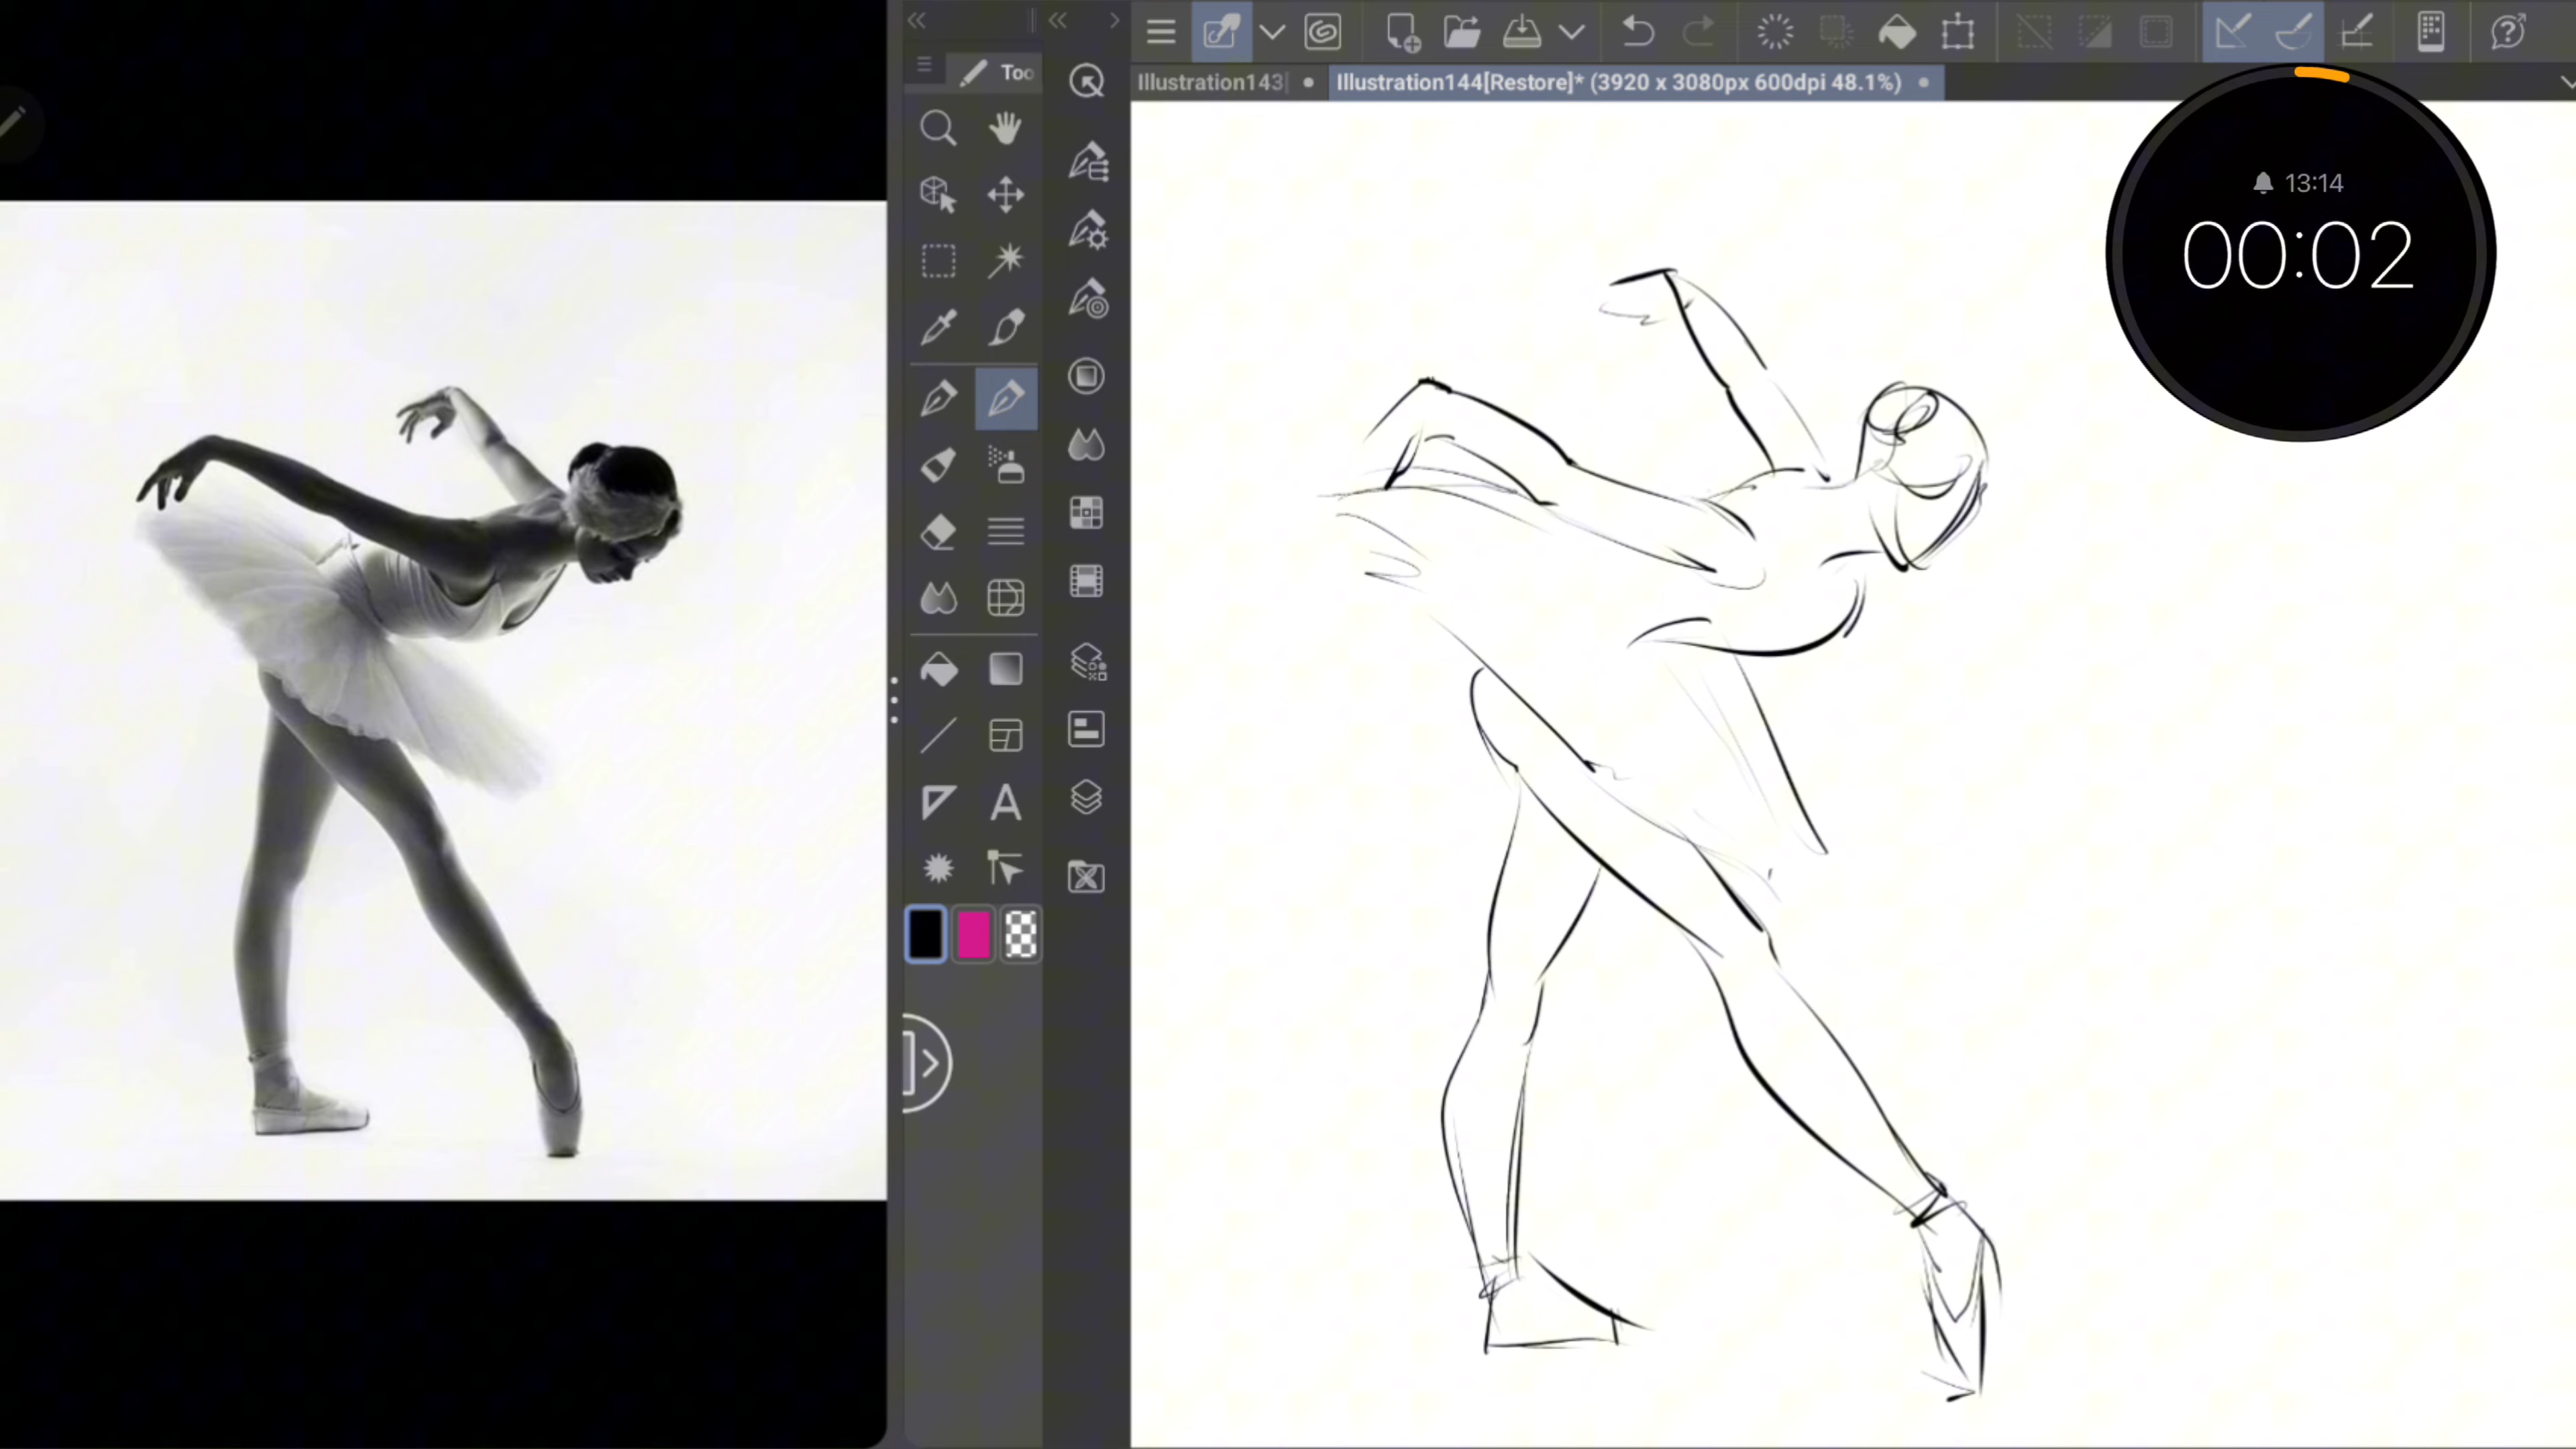 Too
Illustration143
Illustration144[Restore]* (3920 x 3080px 600dpi 48.1%)
13:14
00:02